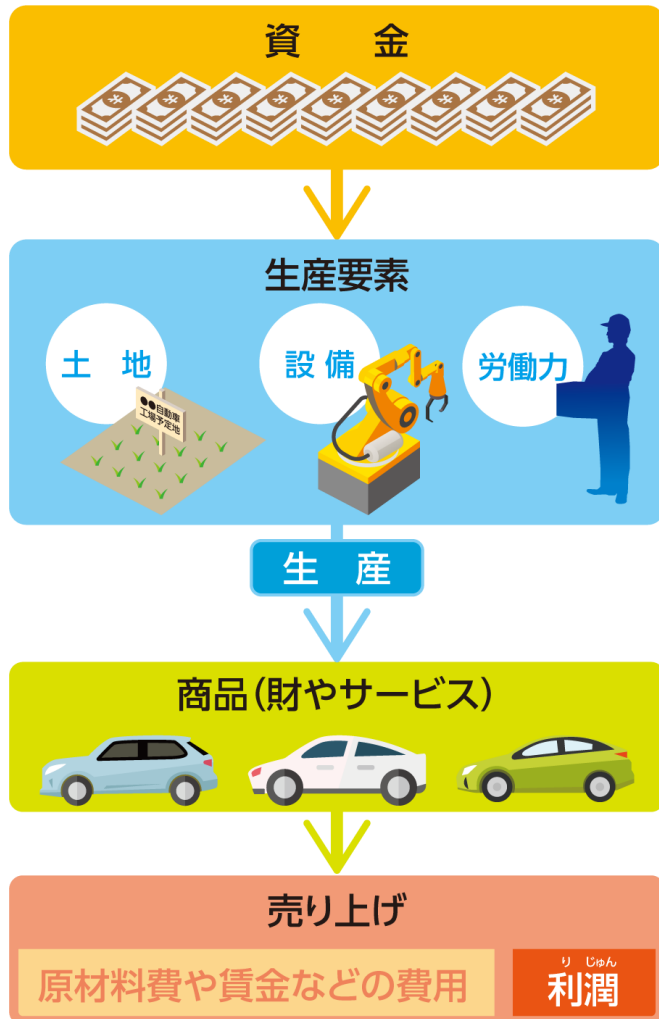 資　金
生産要素
土　地
設 備
労働力
●●自動車
工場予定地
生　産
商品（財やサービス）
売り上げ
原材料費や賃金などの費用
り じゅん
利潤